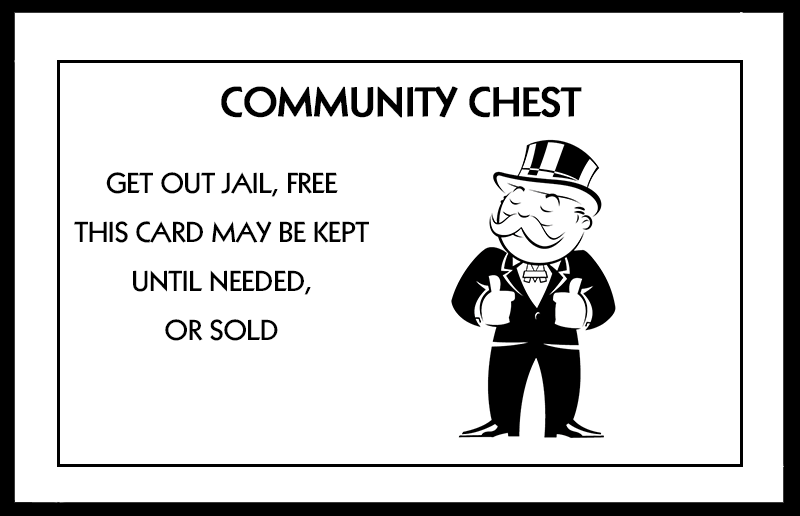 COMMUNITY CHEST
GET OUT JAIL, FREE
THIS CARD MAY BE KEPT
UNTIL NEEDED,
OR SOLD